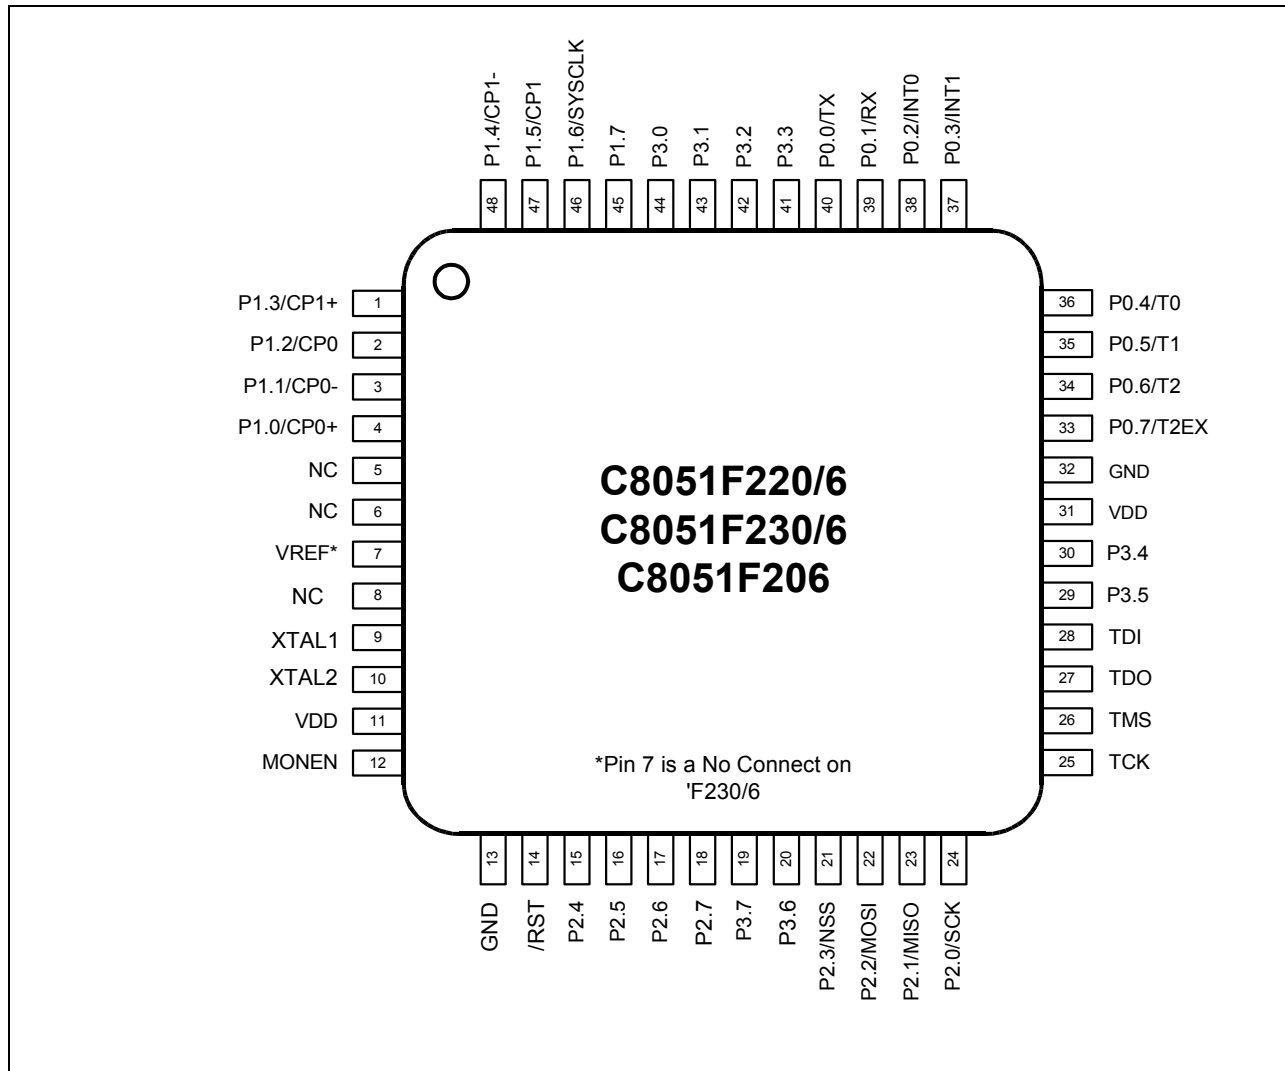 P1.4/CP1-
P1.5/CP1
P1.6/SYSCLK
P1.7
P3.0
P3.1
P3.2
P3.3
P0.0/TX
P0.1/RX
P0.2/INT0
P0.3/INT1
48
47
46
45
44
43
42
41
40
39
38
37
P1.3/CP1+ 1
P1.2/CP0 2
P1.1/CP0- 3
P1.0/CP0+ 4
NC 5
NC 6
VREF* 7
NC 8
XTAL1 9
XTAL2 10
VDD 11
MONEN 12
36 P0.4/T0
35 P0.5/T1
34 P0.6/T2
33 P0.7/T2EX
32 GND
31 VDD
30 P3.4
29 P3.5
28 TDI
27 TDO
26 TMS
25 TCK
C8051F220/6
C8051F230/6
C8051F206
*Pin 7 is a No Connect on
'F230/6
13
14
15
16
17
18
19
20
21
22
23
24
GND
/RST
P2.4
P2.5
P2.6
P2.7
P3.7
P3.6
P2.3/NSS
P2.2/MOSI
P2.1/MISO
P2.0/SCK